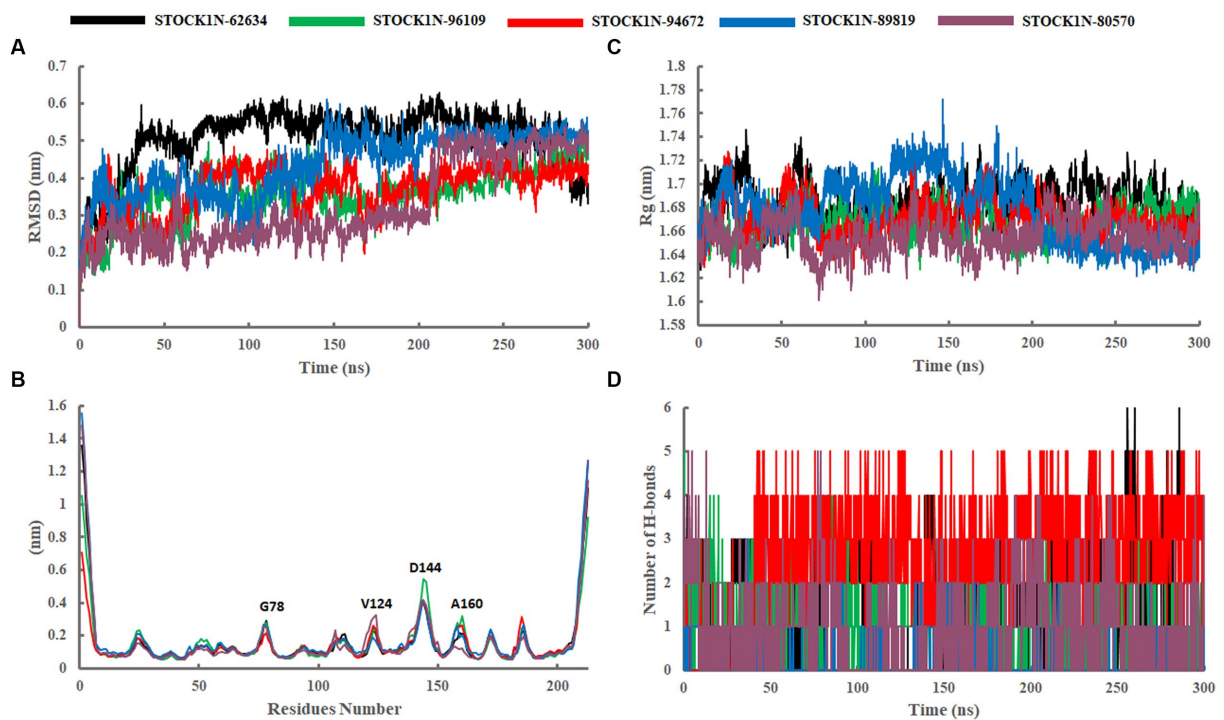 STOCK1N-62634 STOCK1N-96109 STOCK1N-94672 STOCK1N-89819 STOCK1N-80570
A
0.7
0.6
0.5
0.4
0.3
0.2
0.1
0
RMSD (nm)
0 50 100 150 200 250 300
Time (ns)
C
1.8
1.78
1.76
1.74
1.72
1.7
1.68
1.66
1.64
1.62
1.6
1.58
Rg (nm)
0 50 100 150 200 250 300
Time (ns)
B
1.6
1.4
1.2
1
0.8
0.6
0.4
0.2
0
(nm)
G78
V124
D144
A160
0 50 100 150 200
Residues Number
D
6
5
4
3
2
1
0
Number of H-bonds
0 50 100 150 200 250 300
Time (ns)